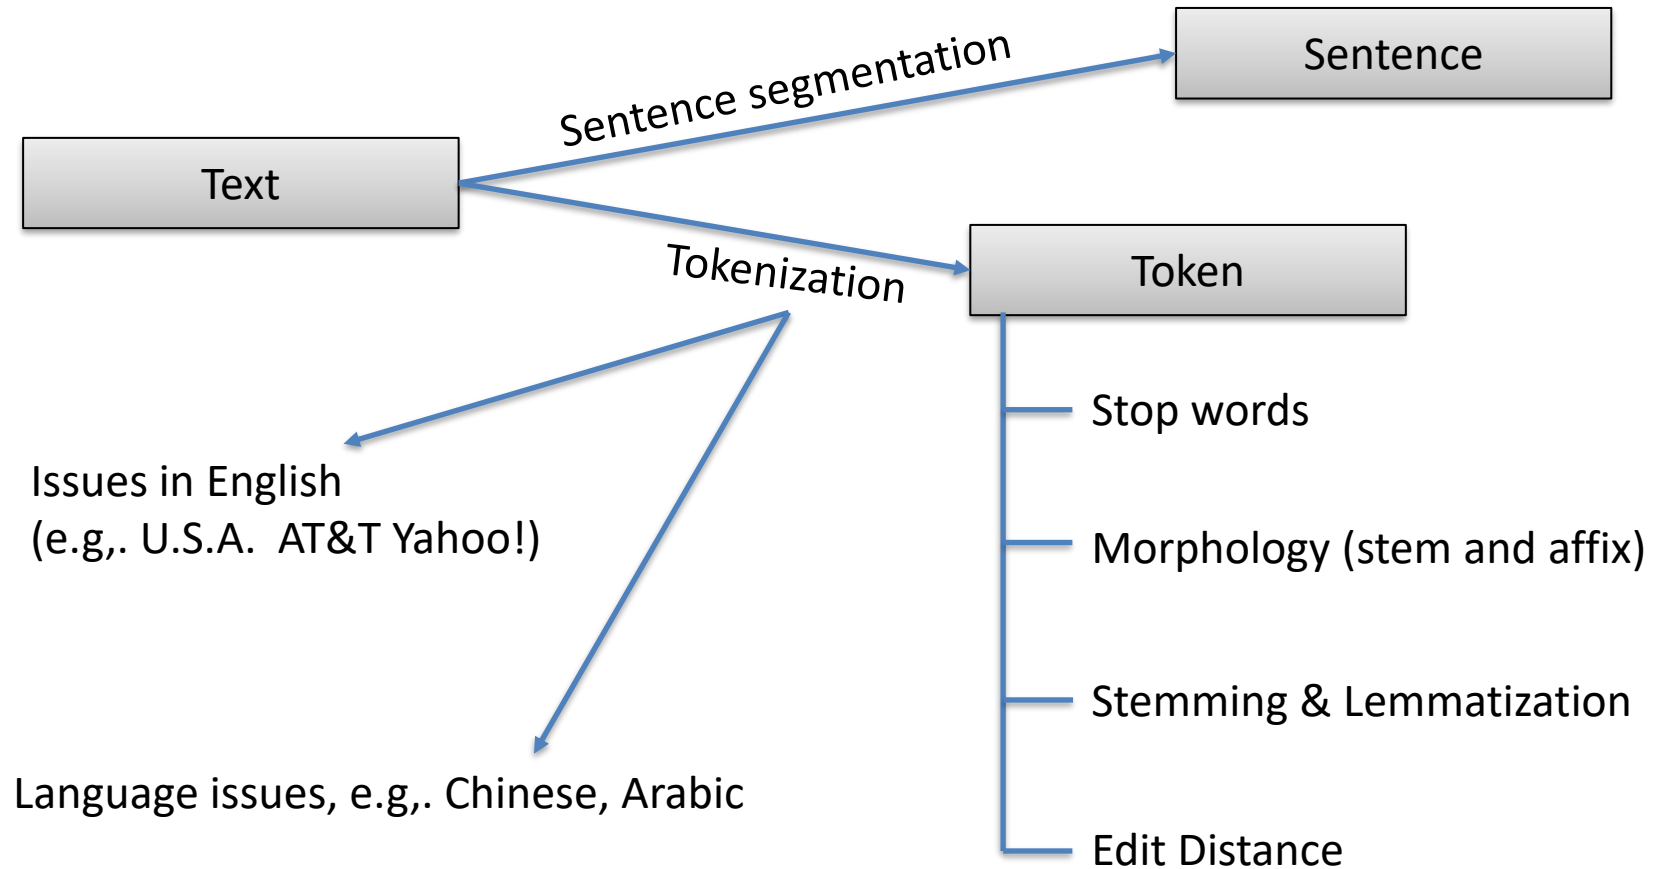 Sentence segmentation
Sentence
Text
Tokenization
Token
Stop words
Issues in English
(e.g,. U.S.A.  AT&T Yahoo!)
Morphology (stem and affix)
Stemming & Lemmatization
Language issues, e.g,. Chinese, Arabic
Edit Distance